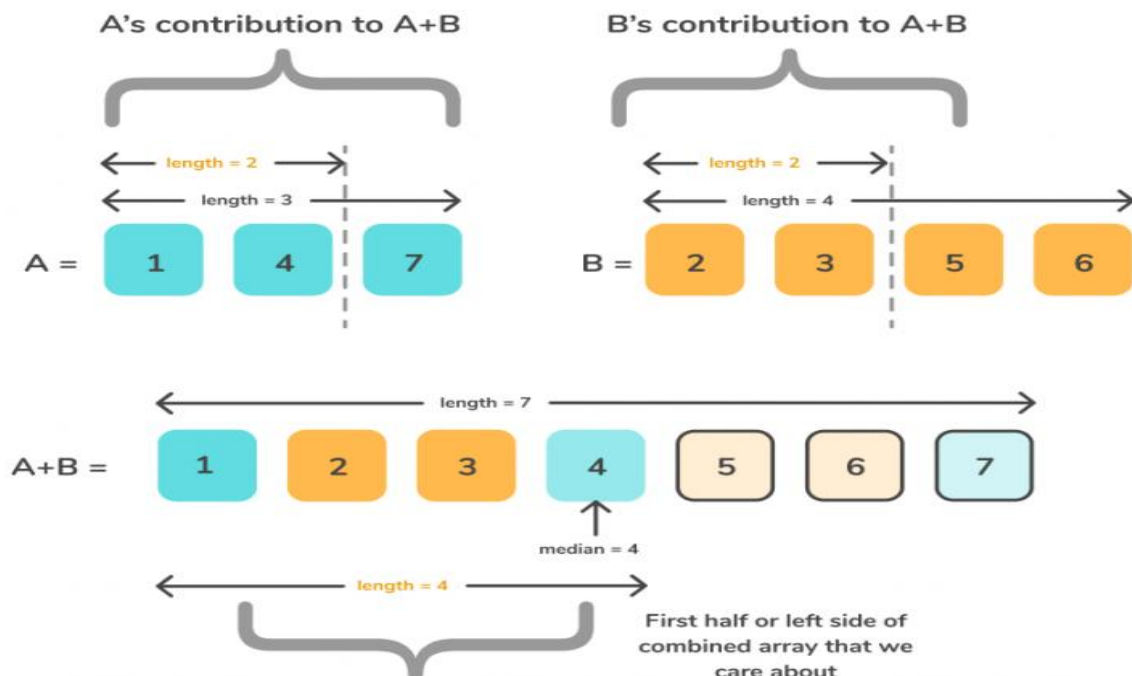 A's contribution to A+B
B's contribution to A+B
length = 2
length = 2
length = 3
length = 4
A = 1 4 7
B = 2 3 5 6
length = 7
A+B = 1 2 3 4 5 6 7
median = 4
length = 4
First half or left side of
combined array that we
care about